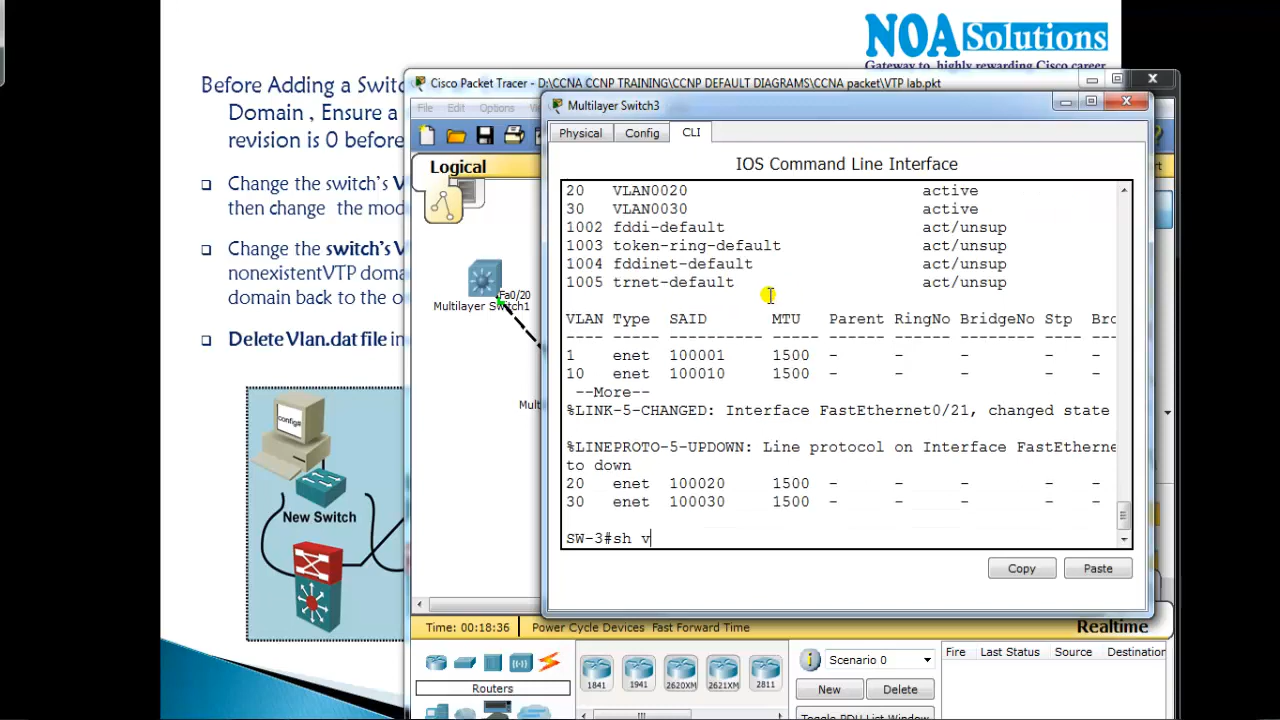 NOA Solutions
Gateway to highly rewarding Cisco career
Before Adding a Switc
Domain , Ensure a
revision is 0 before
Change the switch's V
then change the mod
Change the switch's V
nonexistentVTP doma
domain back to the o
Delete Vlan.dat file in
config#
New Switch
Cisco Packet Tracer - D:\CCNA CCNP TRAINING\CCNP DEFAULT DIAGRAMS\CCNA packet\VTP lab.pkt
File Edit Options
Logical
Multilayer Switch1
Fa0/20
Mult
Multilayer Switch3
Physical Config CLI
IOS Command Line Interface
20 VLAN0020 active
30 VLAN0030 active
1002 fddi-default act/unsup
1003 token-ring-default act/unsup
1004 fddinet-default act/unsup
1005 trnet-default act/unsup
VLAN Type SAID MTU Parent RingNo BridgeNo Stp Brd
---- ----- ---------- ----- ------ ------ -------- ---- ---
1 enet 100001 1500 - - - - -
10 enet 100010 1500 - - - - -
--More--
%LINK-5-CHANGED: Interface FastEthernet0/21, changed state
%LINEPROTO-5-UPDOWN: Line protocol on Interface FastEtherne
to down
20 enet 100020 1500 - - - - -
30 enet 100030 1500 - - - - -
SW-3#sh v
Copy Paste
Time: 00:18:36 Power Cycle Devices Fast Forward Time Realtime
Routers
1841 1941 2620XM 2621XM 2811
Scenario 0
New Delete
Toggle PDU List Window
Fire Last Status Source Destination